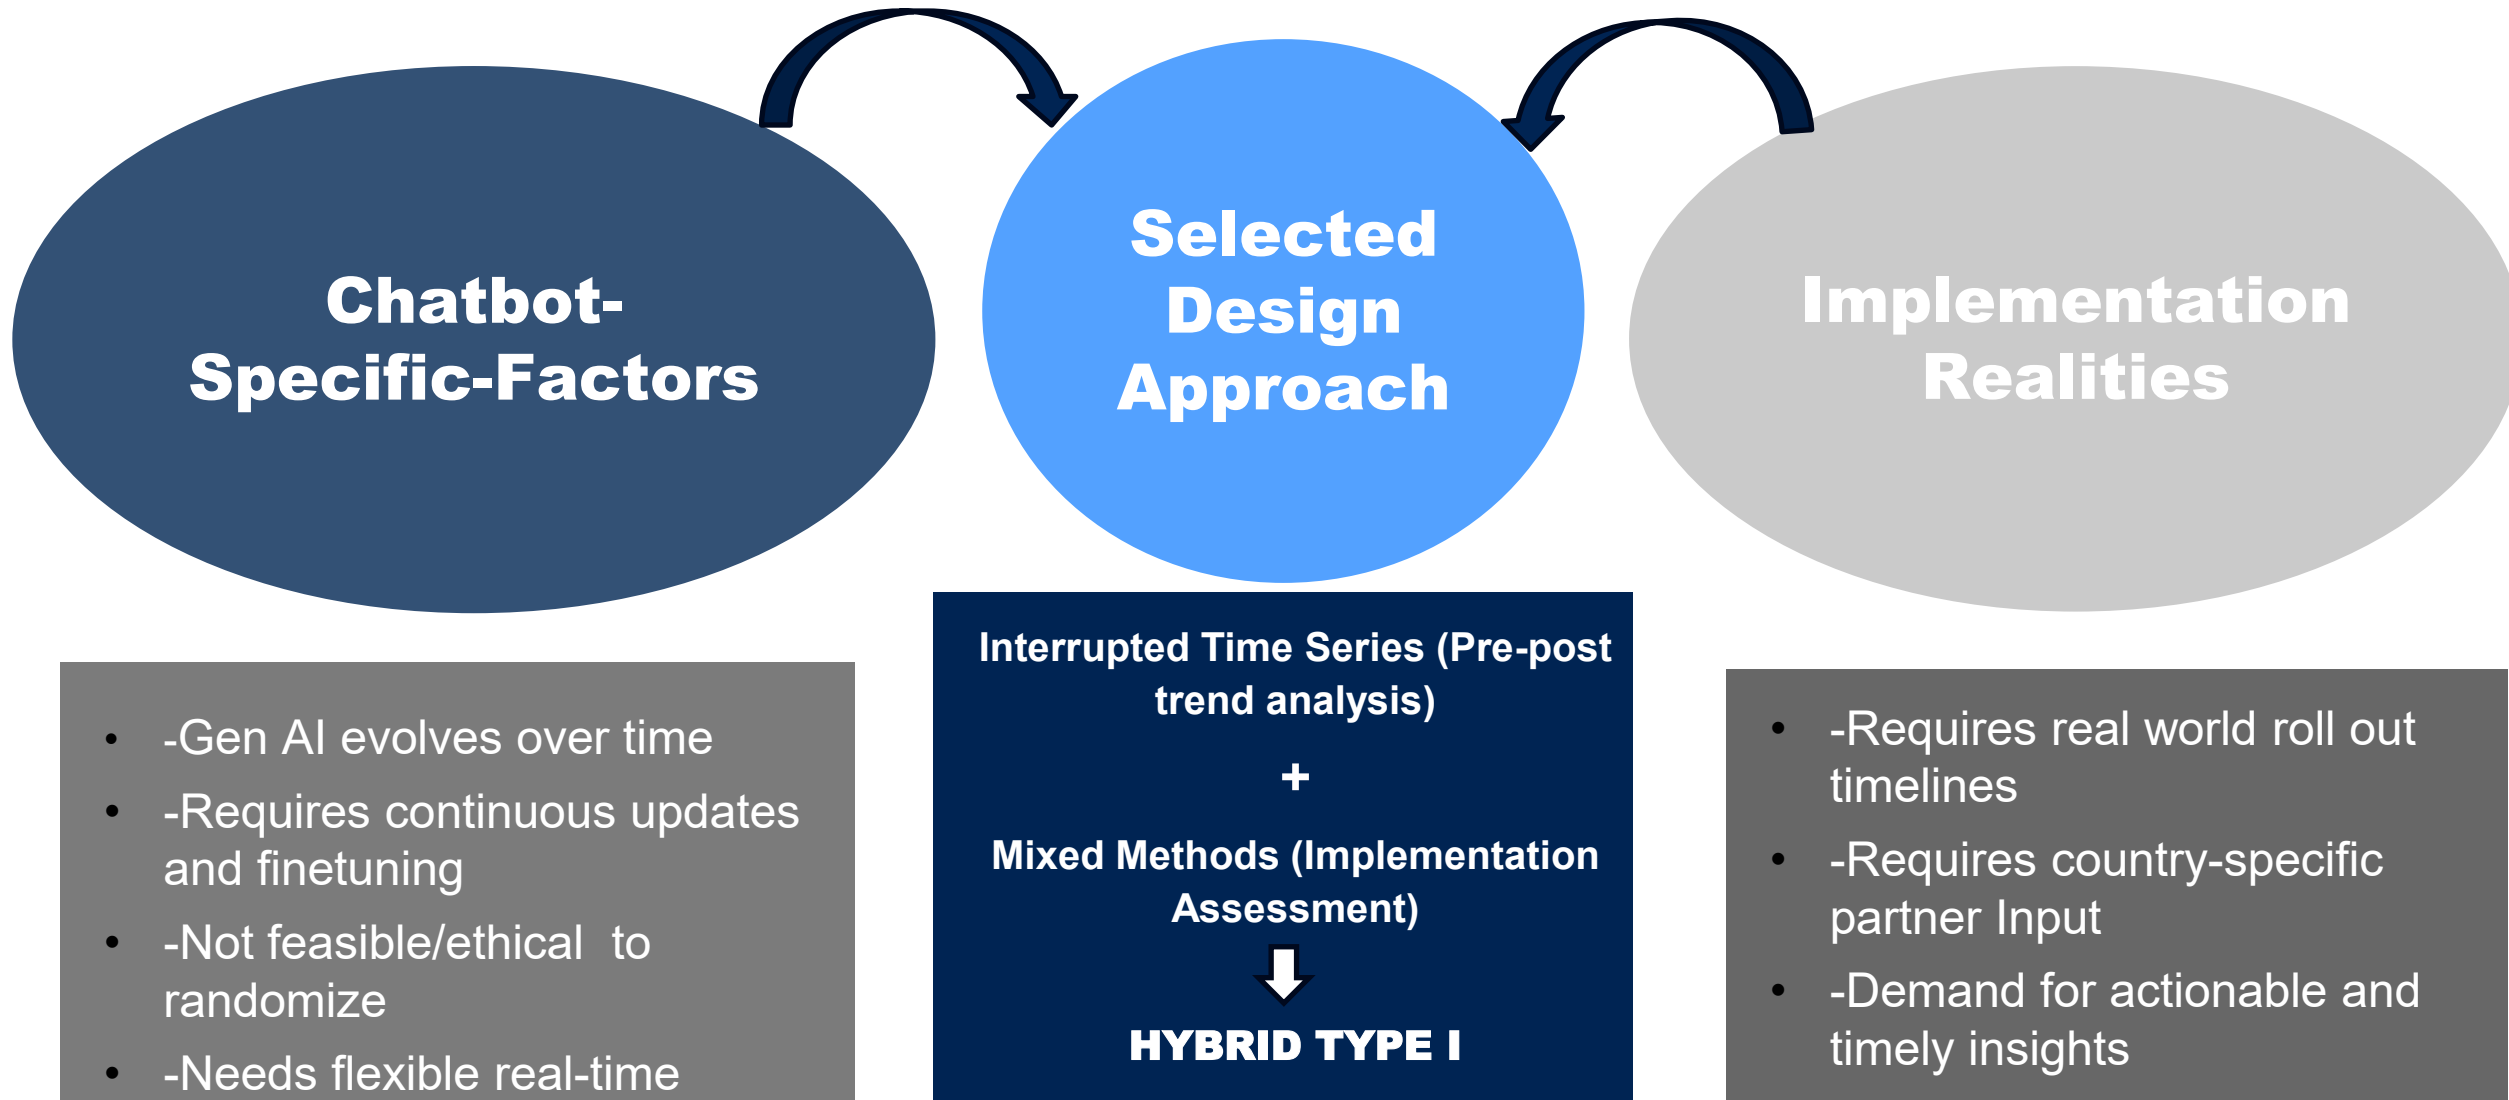 Chatbot-
Specific-Factors
Selected
Design
Approach
Implementation
Realities
• -Gen AI evolves over time
• -Requires continuous updates
and finetuning
• -Not feasible/ethical  to
randomize
• -Needs flexible real-time
Interrupted Time Series (Pre-post
trend analysis)
+
Mixed Methods (Implementation
Assessment)
HYBRID TYPE I
• -Requires real world roll out
timelines
• -Requires country-specific
partner Input
• -Demand for actionable and
timely insights